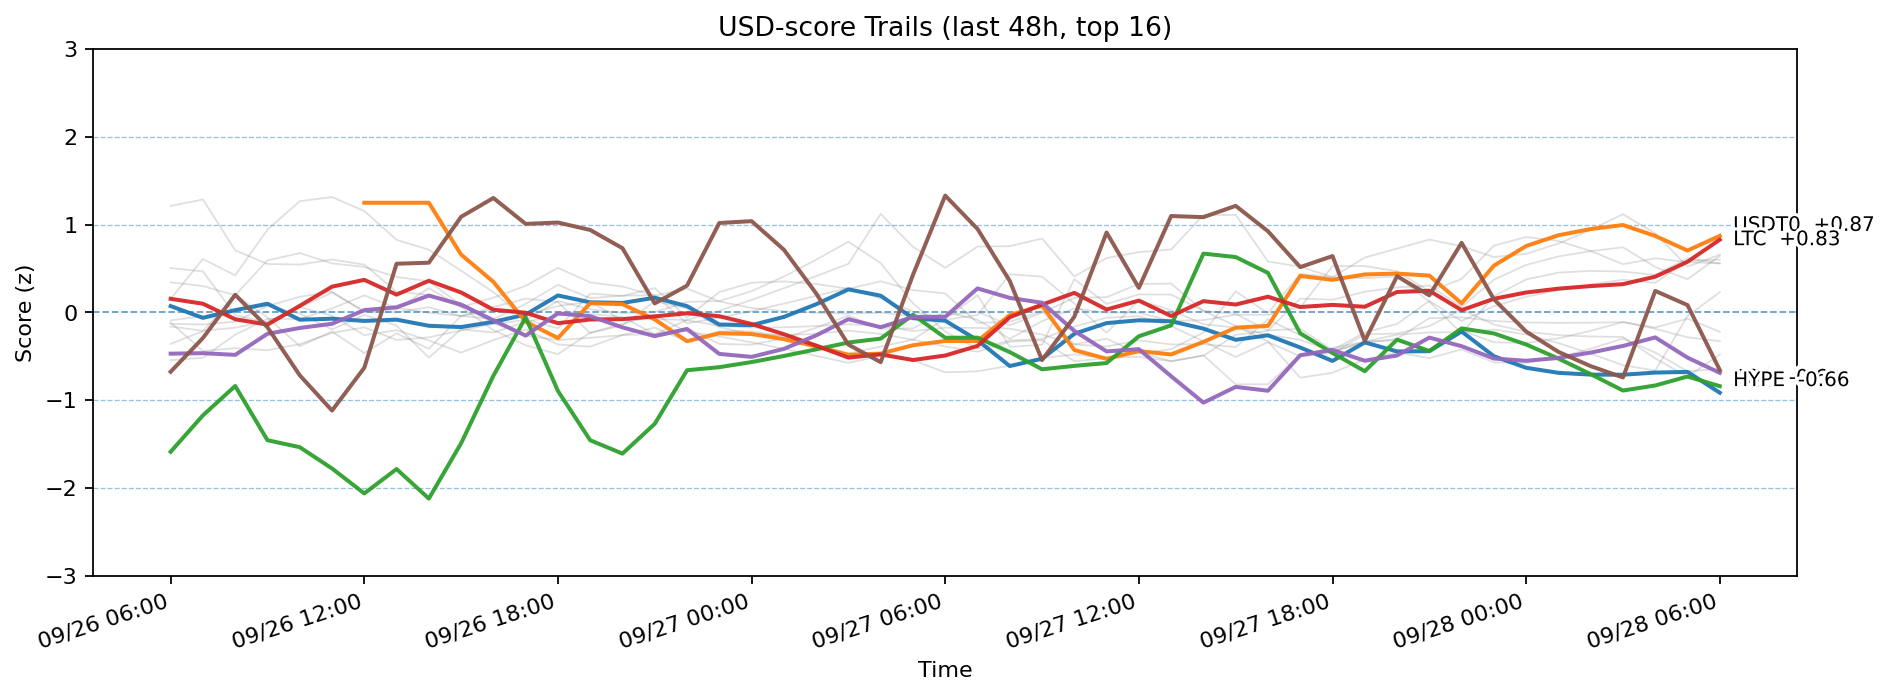 USD-score Trails (last 48h, top 16)
3
2
1
0
−1
−2
−3
Score (z)
USDT0 +0.87
LTC +0.83
HYPE -0.66
09/26 06:00
09/26 12:00
09/26 18:00
09/27 00:00
09/27 06:00
09/27 12:00
09/27 18:00
09/28 00:00
09/28 06:00
Time